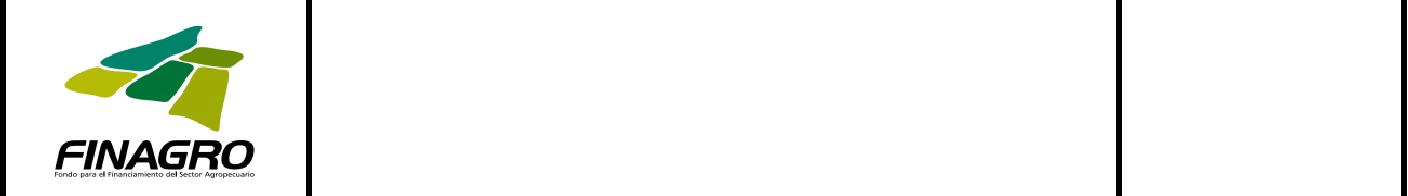 FINAGRO
Fondo para el Financiamiento del Sector Agropecuario